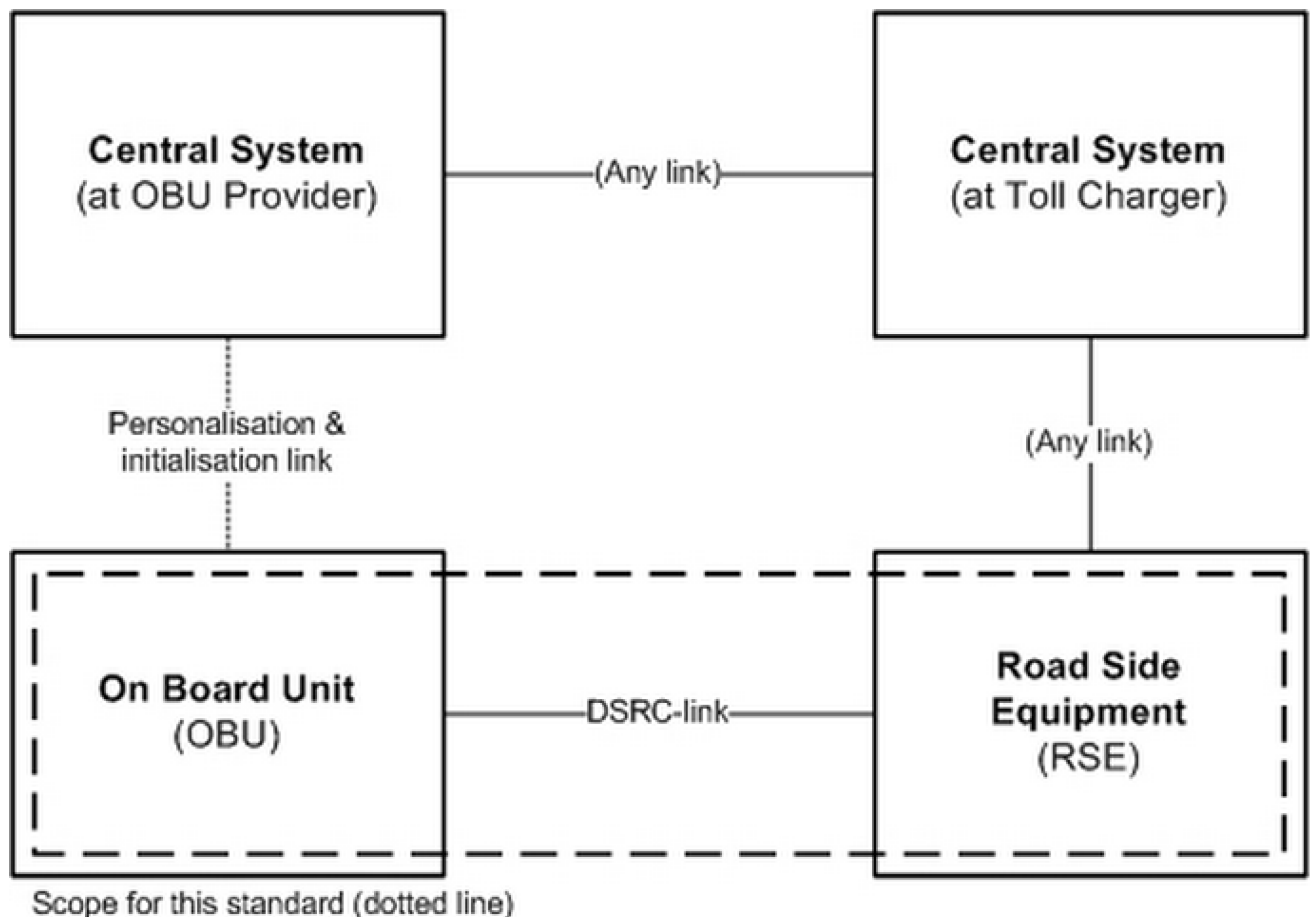 Central System
(at OBU Provider)
(Any link)
Central System
(at Toll Charger)
Personalisation &
initialisation link
(Any link)
On Board Unit
(OBU)
DSRC-link
Road Side
Equipment
(RSE)
Scope for this standard (dotted line)